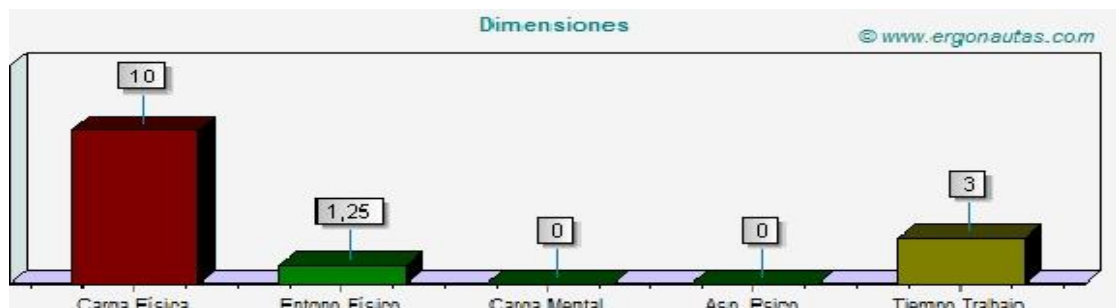 Dimensiones
© www.ergonautas.com
10
1,25
0
0
3
Carga Física
Entorno Físico
Carga Mental
Asp. Psico
Tiempo Trabajo